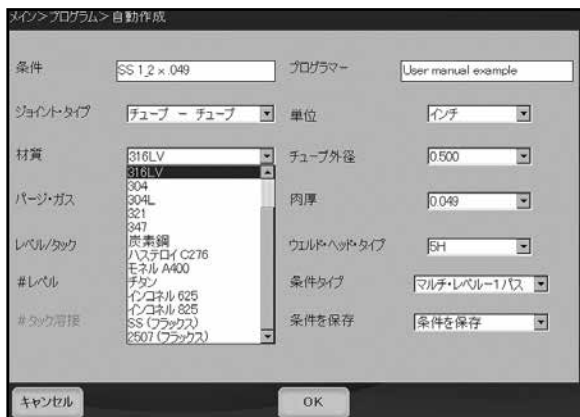 メイン>プログラム>自動作成
条件 SS 1_2 x .049 プログラマー User manual example
ジョイント・タイプ チューブ − チューブ 単位 インチ
材質 316LV チューブ外径 0.500
316LV
304
パージ・ガス 304L 肉厚 0.049
321
347
レベル/タック 炭素鋼 ウエルド・ヘッド・タイプ 5H
ハステロイ C276
モネル A400
#レベル チタン 条件タイプ マルチ・レベルー1パス
インコネル 625
インコネル 825
#タック溶接 SS (フラックス) 条件を保存 条件を保存
2507 (フラックス)
キャンセル OK